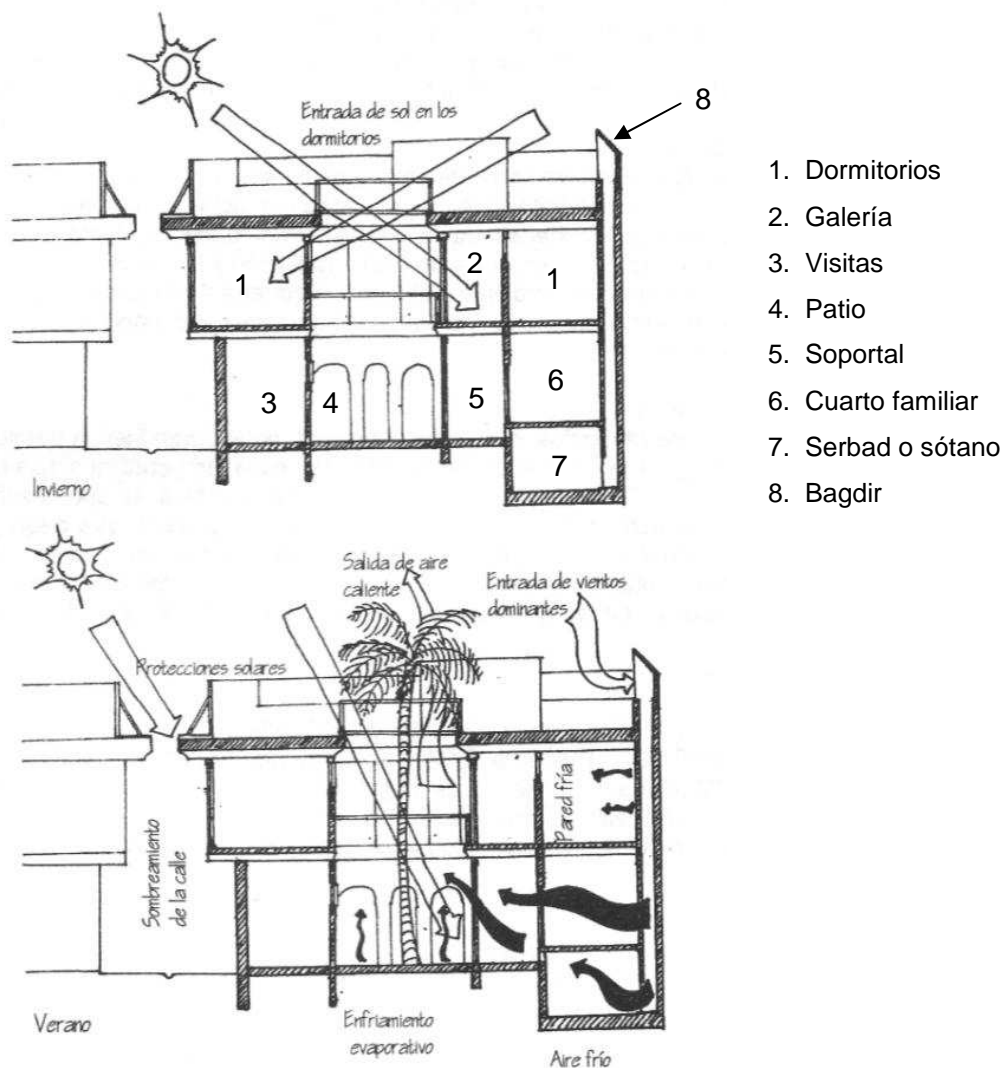 8
Entrada de sol en los
dormitorios
1
2
1
3
4
5
6
7
Invierno
1. Dormitorios
2. Galería
3. Visitas
4. Patio
5. Soportal
6. Cuarto familiar
7. Serbad o sótano
8. Bagdir
Salida de aire
caliente
Entrada de vientos
dominantes
Protecciones solares
Pared fría
Sombreamiento
de la calle
Verano
Enfriamiento
evaporativo
Aire frío